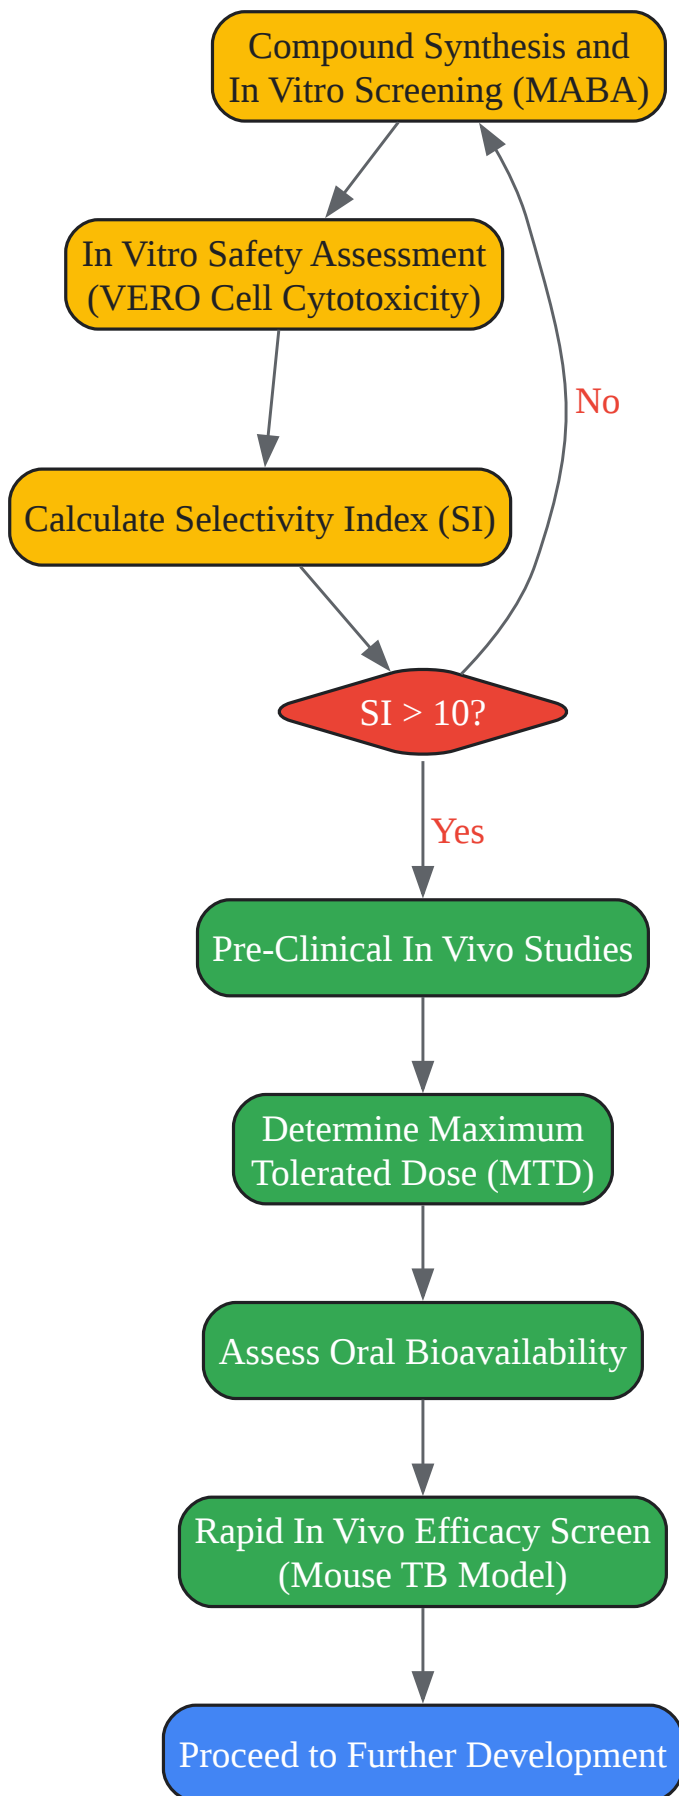 Compound Synthesis and
In Vitro Screening (MABA)
In Vitro Safety Assessment
(VERO Cell Cytotoxicity)
No
Calculate Selectivity Index (SI)
SI > 10?
Yes
Pre-Clinical In Vivo Studies
Determine Maximum
Tolerated Dose (MTD)
Assess Oral Bioavailability
Rapid In Vivo Efficacy Screen
(Mouse TB Model)
Proceed to Further Development